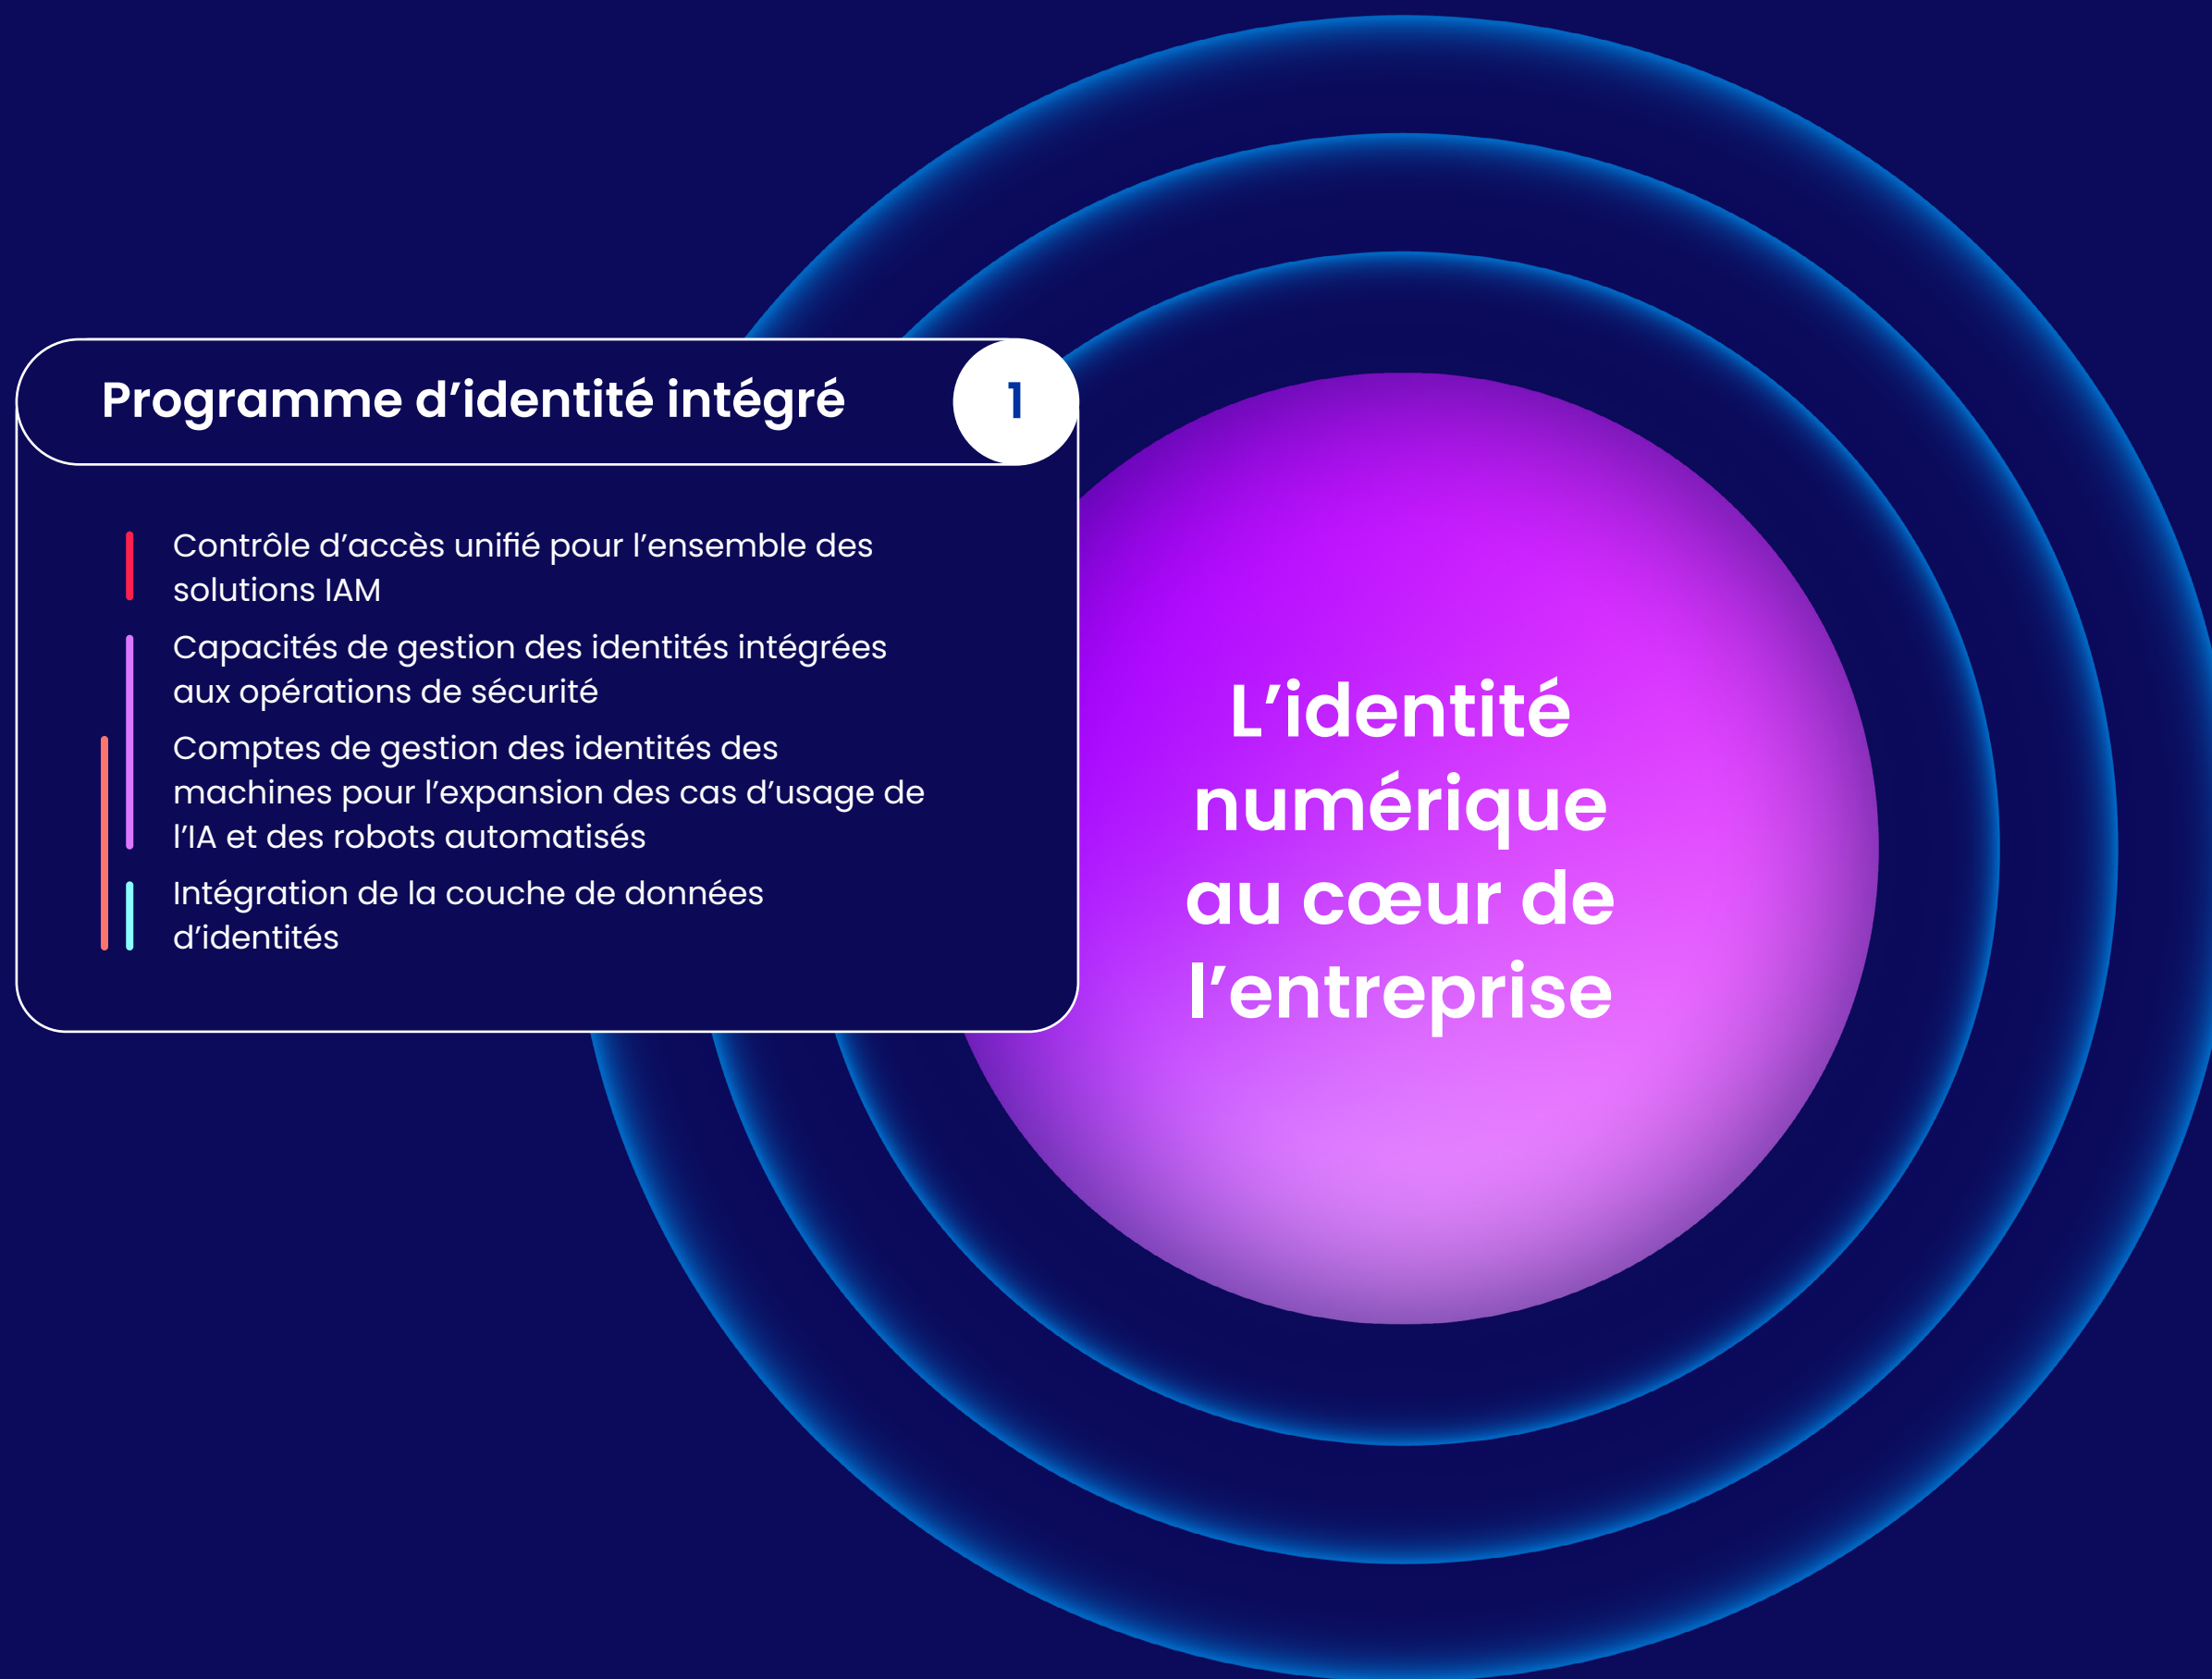 Programme d’identité intégré
1
Contrôle d’accès unifié pour l’ensemble des
solutions IAM
Capacités de gestion des identités intégrées
aux opérations de sécurité
Comptes de gestion des identités des
machines pour l’expansion des cas d’usage de
l’IA et des robots automatisés
Intégration de la couche de données
d’identités
L’identité
numérique
au cœur de
l’entreprise